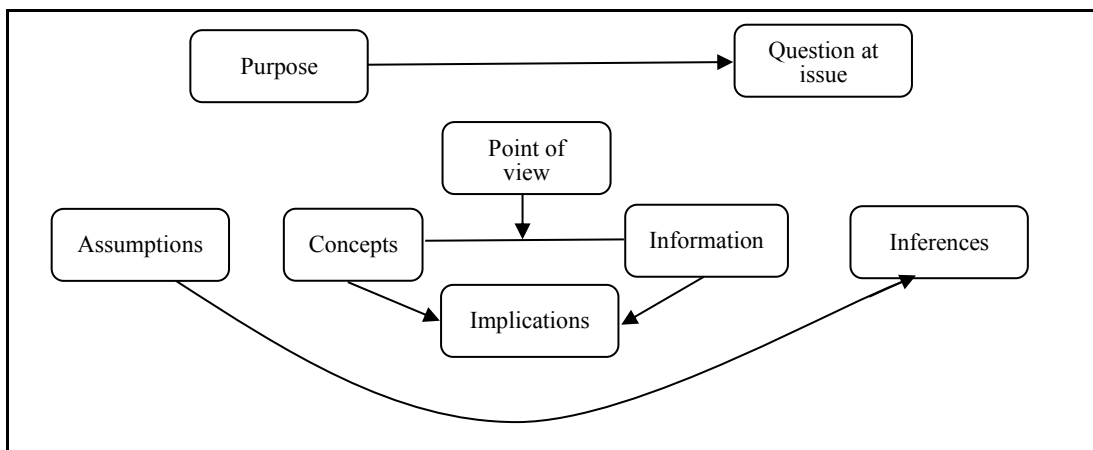 Purpose
Question at
issue
Point of
view
Assumptions
Concepts
Information
Inferences
Implications